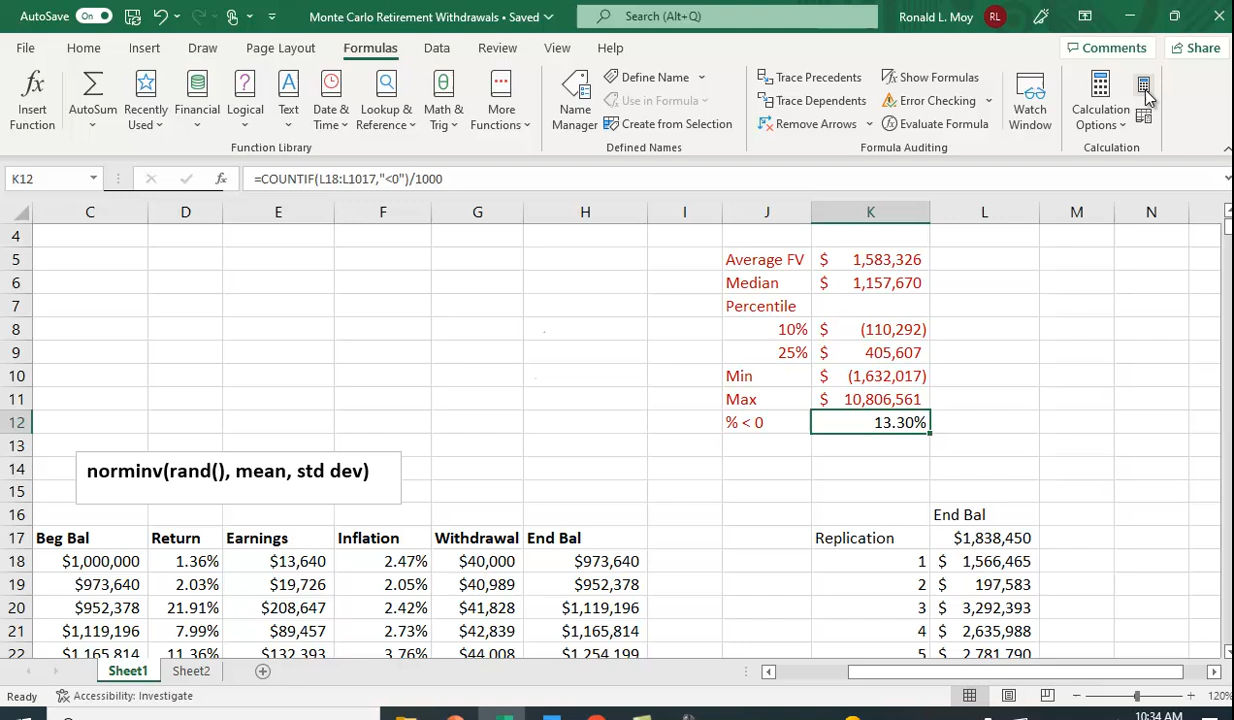 AutoSave On Monte Carlo Retirement Withdrawals • Saved Search (Alt+Q) Ronald L. Moy RL
File Home Insert Draw Page Layout Formulas Data Review View Help Comments Share
Insert Function
AutoSum
Recently Used
Financial
Logical
Text
Date & Time
Lookup & Reference
Math & Trig
More Functions
Function Library
Name Manager
Define Name
Use in Formula
Create from Selection
Defined Names
Trace Precedents
Trace Dependents
Remove Arrows
Show Formulas
Error Checking
Evaluate Formula
Formula Auditing
Watch Window
Calculation Options
Calculation
K12 fx =COUNTIF(L18:L1017,"<0")/1000
C D E F G H I J K L M N
4
5 Average FV $ 1,583,326
6 Median $ 1,157,670
7 Percentile
8 10% $ (110,292)
9 25% $ 405,607
10 Min $ (1,632,017)
11 Max $ 10,806,561
12 % < 0 13.30%
13
14 norminv(rand(), mean, std dev)
15
16 End Bal
17 Beg Bal Return Earnings Inflation Withdrawal End Bal Replication $1,838,450
18 $1,000,000 1.36% $13,640 2.47% $40,000 $973,640 1 $ 1,566,465
19 $973,640 2.03% $19,726 2.05% $40,989 $952,378 2 $ 197,583
20 $952,378 21.91% $208,647 2.42% $41,828 $1,119,196 3 $ 3,292,393
21 $1,119,196 7.99% $89,457 2.73% $42,839 $1,165,814 4 $ 2,635,988
22 $1,165,814 11.36% $132,393 3.76% $44,008 $1,254,199 5 $ 2,781,790
Sheet1 Sheet2
Ready Accessibility: Investigate 120%
10:34 AM